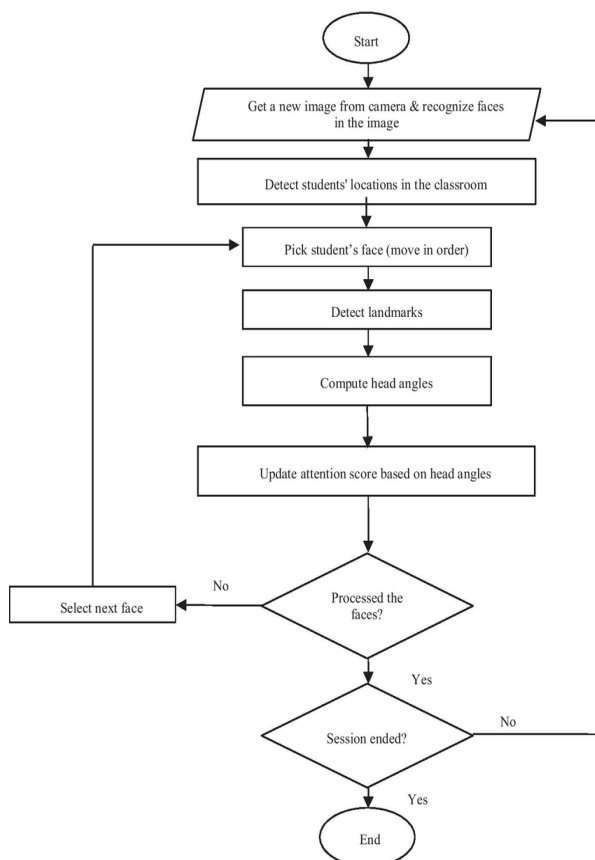 Start
Get a new image from camera & recognize faces
in the image
Detect students' locations in the classroom
Pick student’s face (move in order)
Detect landmarks
Compute head angles
Update attention score based on head angles
No
Processed the
faces?
Select next face
Yes
No
Session ended?
Yes
End